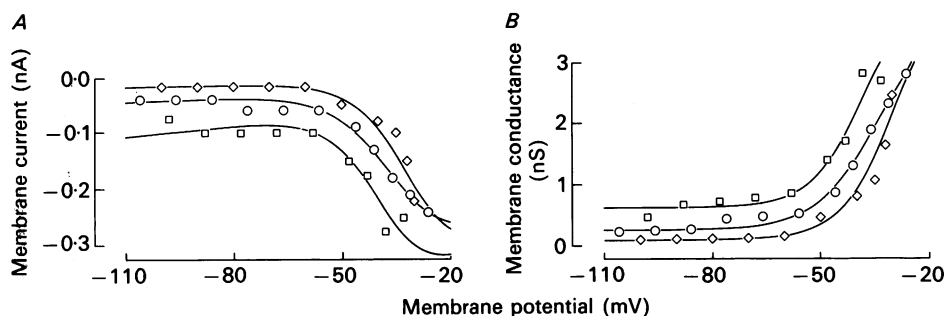 A
B
Membrane current (nA)
0·0
−0·1
−0·2
−0·3
−110
−80
−50
−20
Membrane conductance
(nS)
3
2
1
0
−110
−80
−50
−20
Membrane potential (mV)